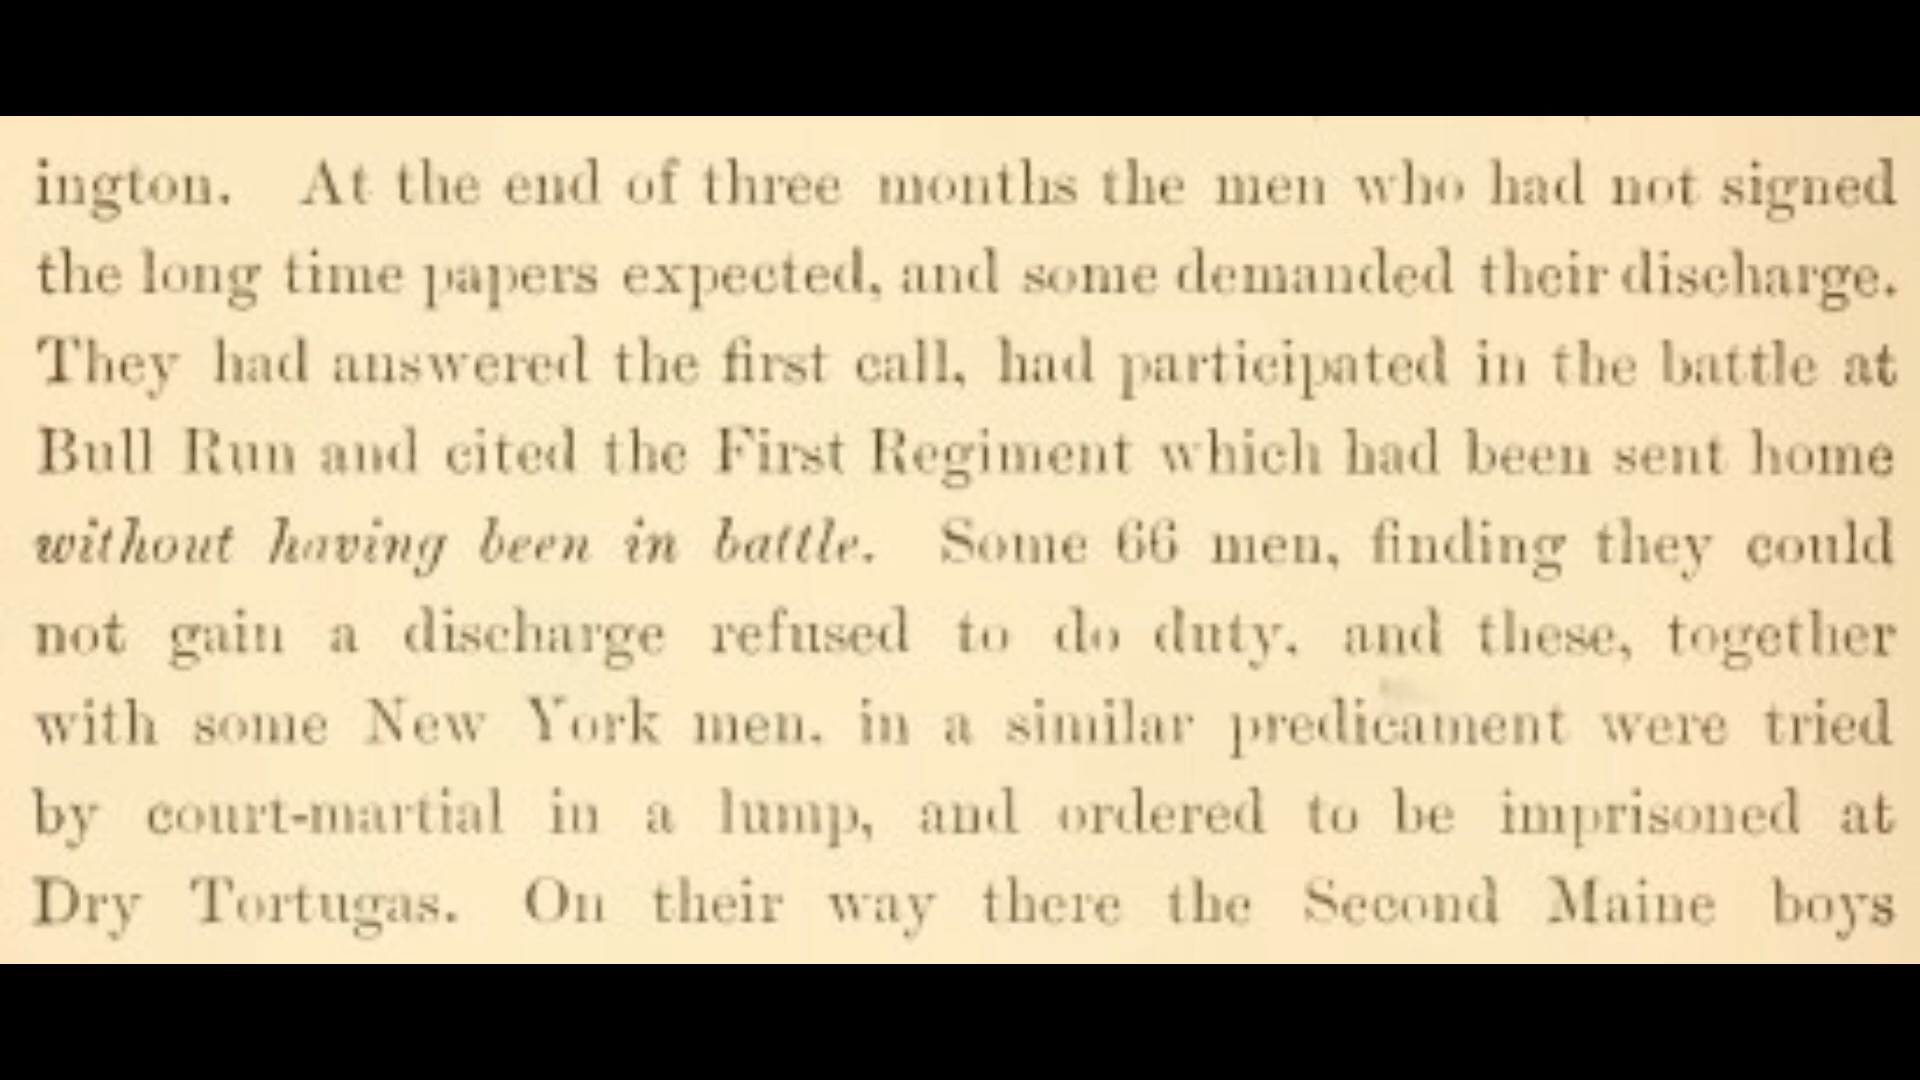 ington. At the end of three months the men who had not signed
the long time papers expected, and some demanded their discharge.
They had answered the first call, had participated in the battle at
Bull Run and cited the First Regiment which had been sent home
without having been in battle. Some 66 men, finding they could
not gain a discharge refused to do duty. and these, together
with some New York men. in a similar predicament were tried
by court-martial in a lump, and ordered to be imprisoned at
Dry Tortugas. On their way there the Second Maine boys